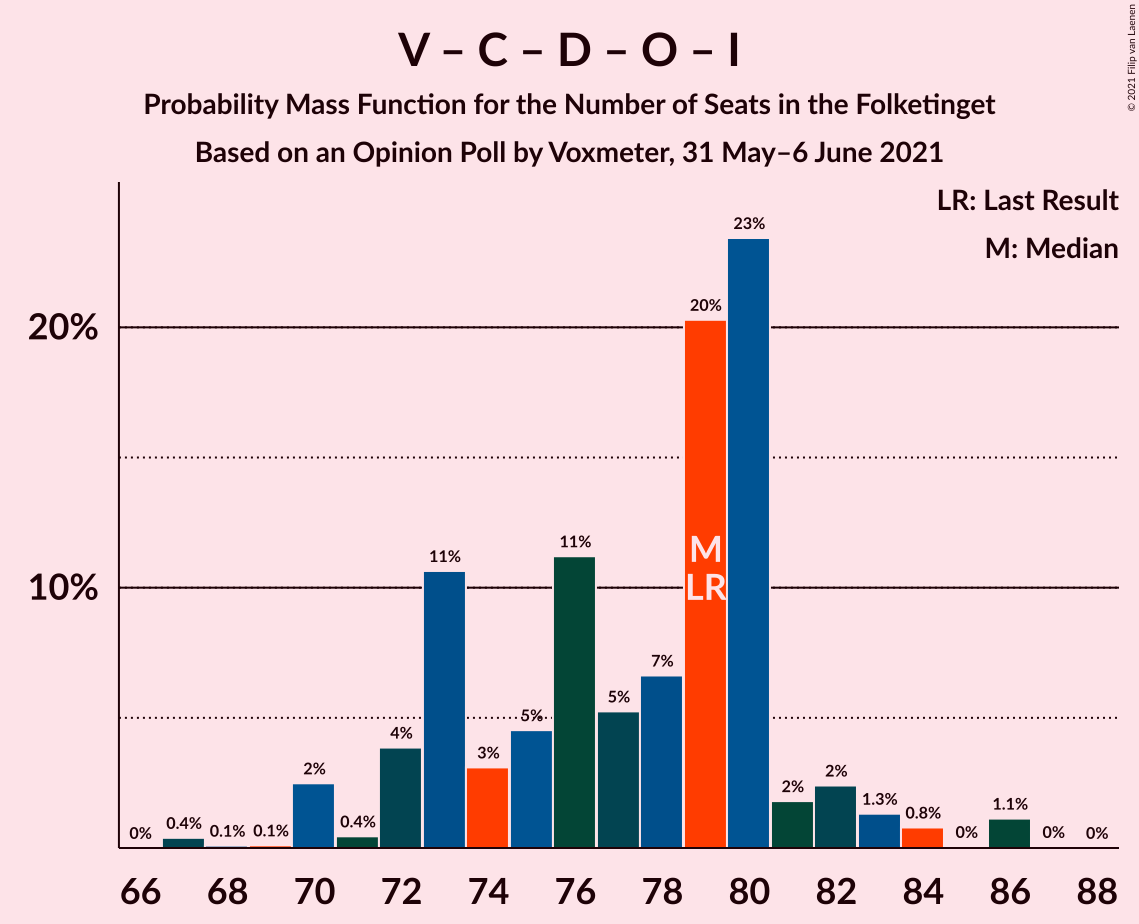 V – C – D – O – I
Probability Mass Function for the Number of Seats in the Folketinget
Based on an Opinion Poll by Voxmeter, 31 May–6 June 2021
© 2021 Filip van Laenen
LR: Last Result
M: Median
20%
10%
0%
0.4%
0.1%
0.1%
2%
0.4%
4%
11%
3%
5%
11%
5%
7%
20%
23%
2%
2%
1.3%
0.8%
0%
1.1%
0%
0%
M
LR
66 68 70 72 74 76 78 80 82 84 86 88